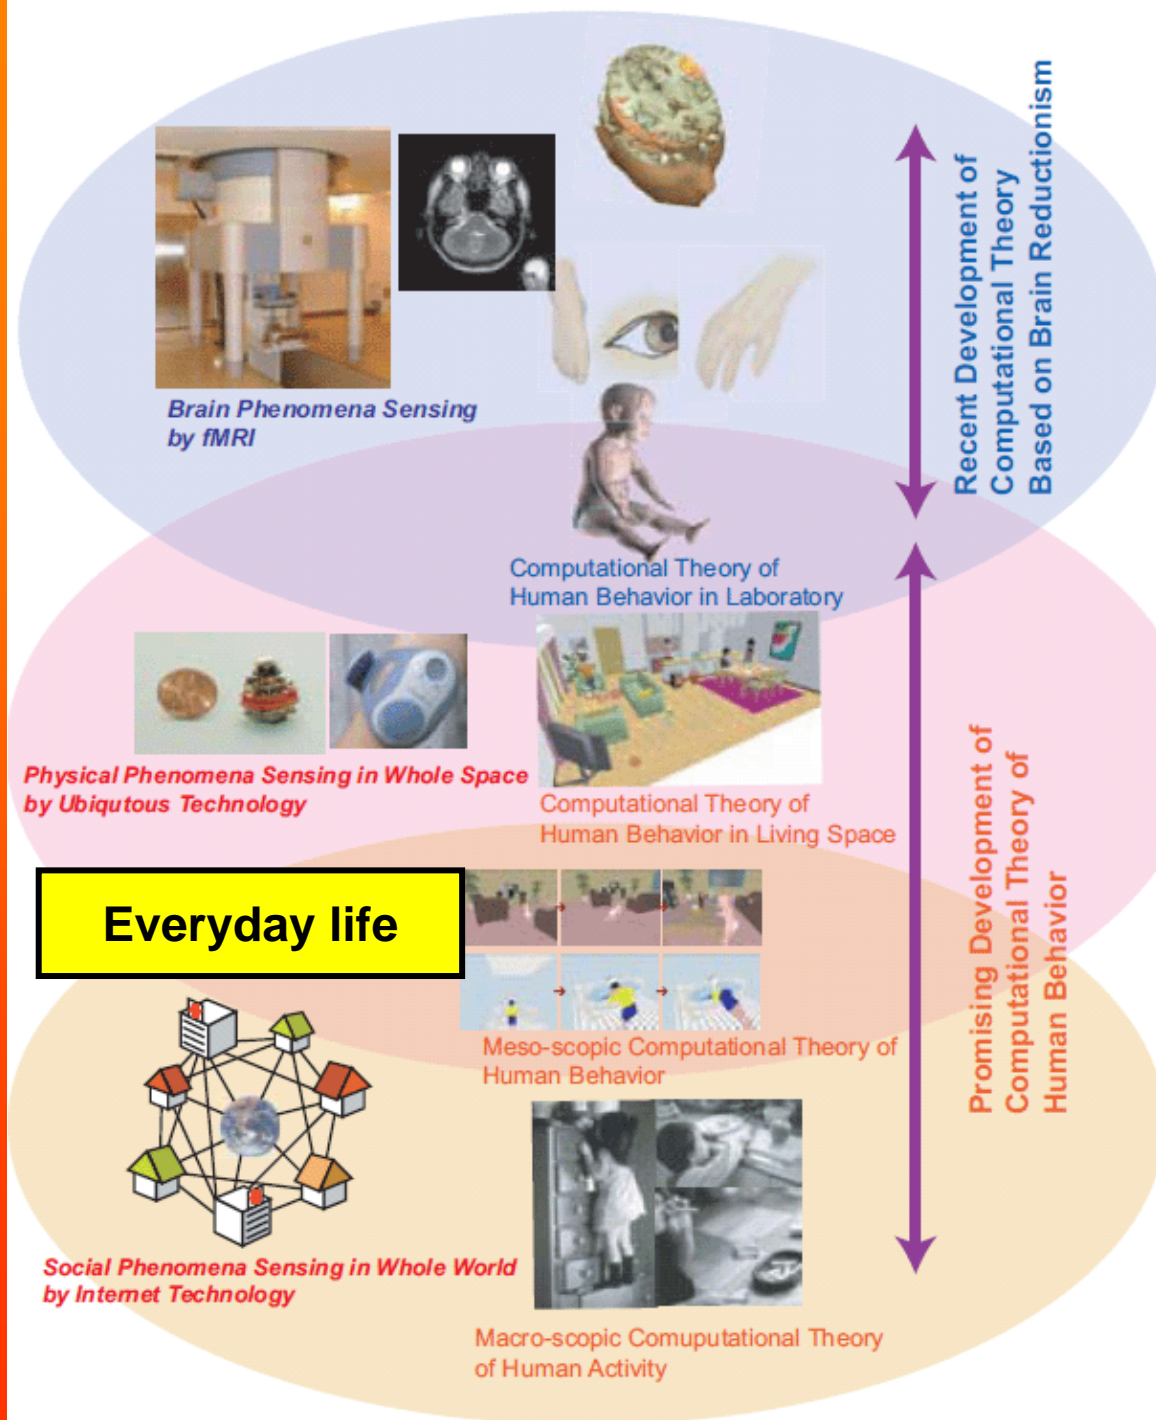 Recent Development of
Computational Theory
Based on Brain Reductionism
Brain Phenomena Sensing
by fMRI
Computational Theory of
Human Behavior in Laboratory
Physical Phenomena Sensing in Whole Space
by Ubiqutous Technology
Computational Theory of
Human Behavior in Living Space
Promising Development of
Computational Theory of
Human Behavior
Everyday life
Meso-scopic Computational Theory of
Human Behavior
Social Phenomena Sensing in Whole World
by Internet Technology
Macro-scopic Comuputational Theory
of Human Activity